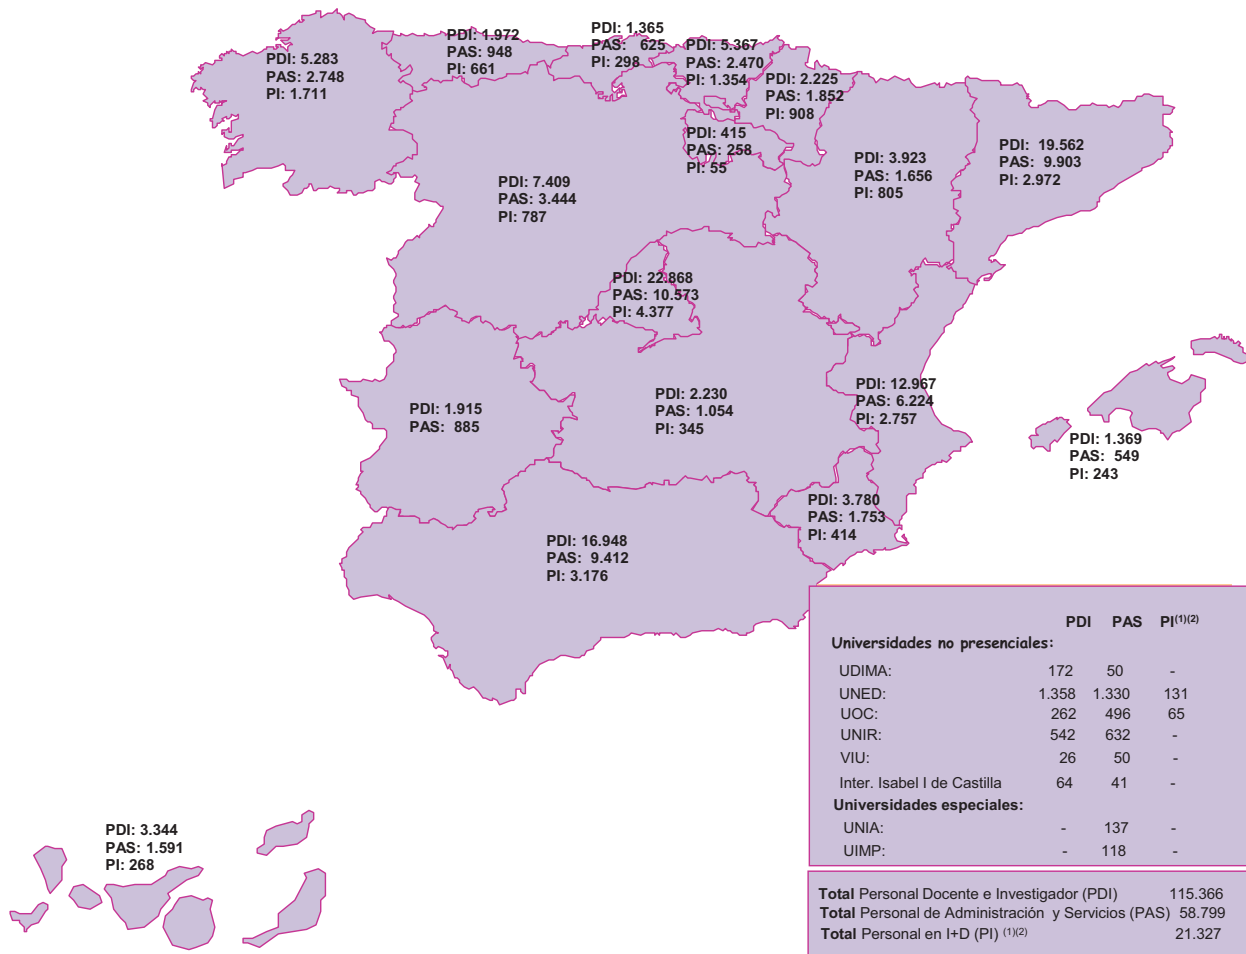 PDI: 5.283
PAS: 2.748
PI: 1.711
PDI: 1.972
PAS: 948
PI: 661
PDI: 1.365
PAS: 625
PI: 298
PDI: 5.367
PAS: 2.470
PI: 1.354
PDI: 2.225
PAS: 1.852
PI: 908
PDI: 415
PAS: 258
PI: 55
PDI: 3.923
PAS: 1.656
PI: 805
PDI: 19.562
PAS: 9.903
PI: 2.972
PDI: 7.409
PAS: 3.444
PI: 787
PDI: 22.868
PAS: 10.573
PI: 4.377
PDI: 1.915
PAS: 885
PDI: 2.230
PAS: 1.054
PI: 345
PDI: 12.967
PAS: 6.224
PI: 2.757
PDI: 1.369
PAS: 549
PI: 243
PDI: 3.780
PAS: 1.753
PI: 414
PDI: 16.948
PAS: 9.412
PI: 3.176
PDI: 3.344
PAS: 1.591
PI: 268
PDI PAS PI(1)(2)
Universidades no presenciales:
UDIMA: 172 50 -
UNED: 1.358 1.330 131
UOC: 262 496 65
UNIR: 542 632 -
VIU: 26 50 -
Inter. Isabel I de Castilla 64 41 -
Universidades especiales:
UNIA: - 137 -
UIMP: - 118 -
Total Personal Docente e Investigador (PDI) 115.366
Total Personal de Administración y Servicios (PAS) 58.799
Total Personal en I+D (PI) (1)(2) 21.327